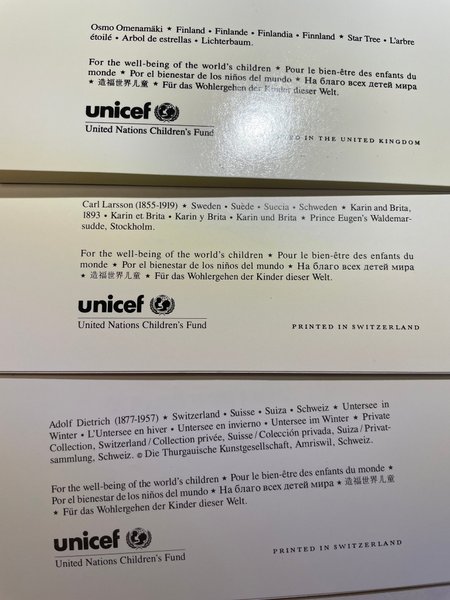 Osmo Omenamäki ★ Finland • Finlande • Finlandia • Finnland ★ Star Tree • L'arbre
étoilé • Arbol de estrellas • Lichterbaum.
For the well-being of the world's children ★ Pour le bien-être des enfants du
monde ★ Por el bienestar de los niños del mundo ★ На благо всех детей мира
★ 造福世界儿童 ★ Für das Wohlergehen der Kinder dieser Welt.
unicef
United Nations Children's Fund
IN THE UNITED KINGDOM
Carl Larsson (1855-1919) ★ Sweden • Suède • Suecia • Schweden ★ Karin and Brita,
1893 • Karin et Brita • Karin y Brita • Karin und Brita ★ Prince Eugen's Waldemar-
sudde, Stockholm.
For the well-being of the world's children ★ Pour le bien-être des enfants du
monde ★ Por el bienestar de los niños del mundo ★ На благо всех детей мира
★ 造福世界儿童 ★ Für das Wohlergehen der Kinder dieser Welt.
unicef
United Nations Children's Fund
PRINTED IN SWITZERLAND
Adolf Dietrich (1877-1957) ★ Switzerland • Suisse • Suiza • Schweiz ★ Untersee in
Winter • L'Untersee en hiver • Untersee en invierno • Untersee im Winter ★ Private
Collection, Switzerland / Collection privée, Suisse / Colección privada, Suiza / Privat-
sammlung, Schweiz. © Die Thurgauische Kunstgesellschaft, Amriswil, Schweiz.
For the well-being of the world's children ★ Pour le bien-être des enfants du monde ★
Por el bienestar de los niños del mundo ★ На благо всех детей мира ★ 造福世界儿童
★ Für das Wohlergehen der Kinder dieser Welt.
unicef
United Nations Children's Fund
PRINTED IN SWITZERLAND